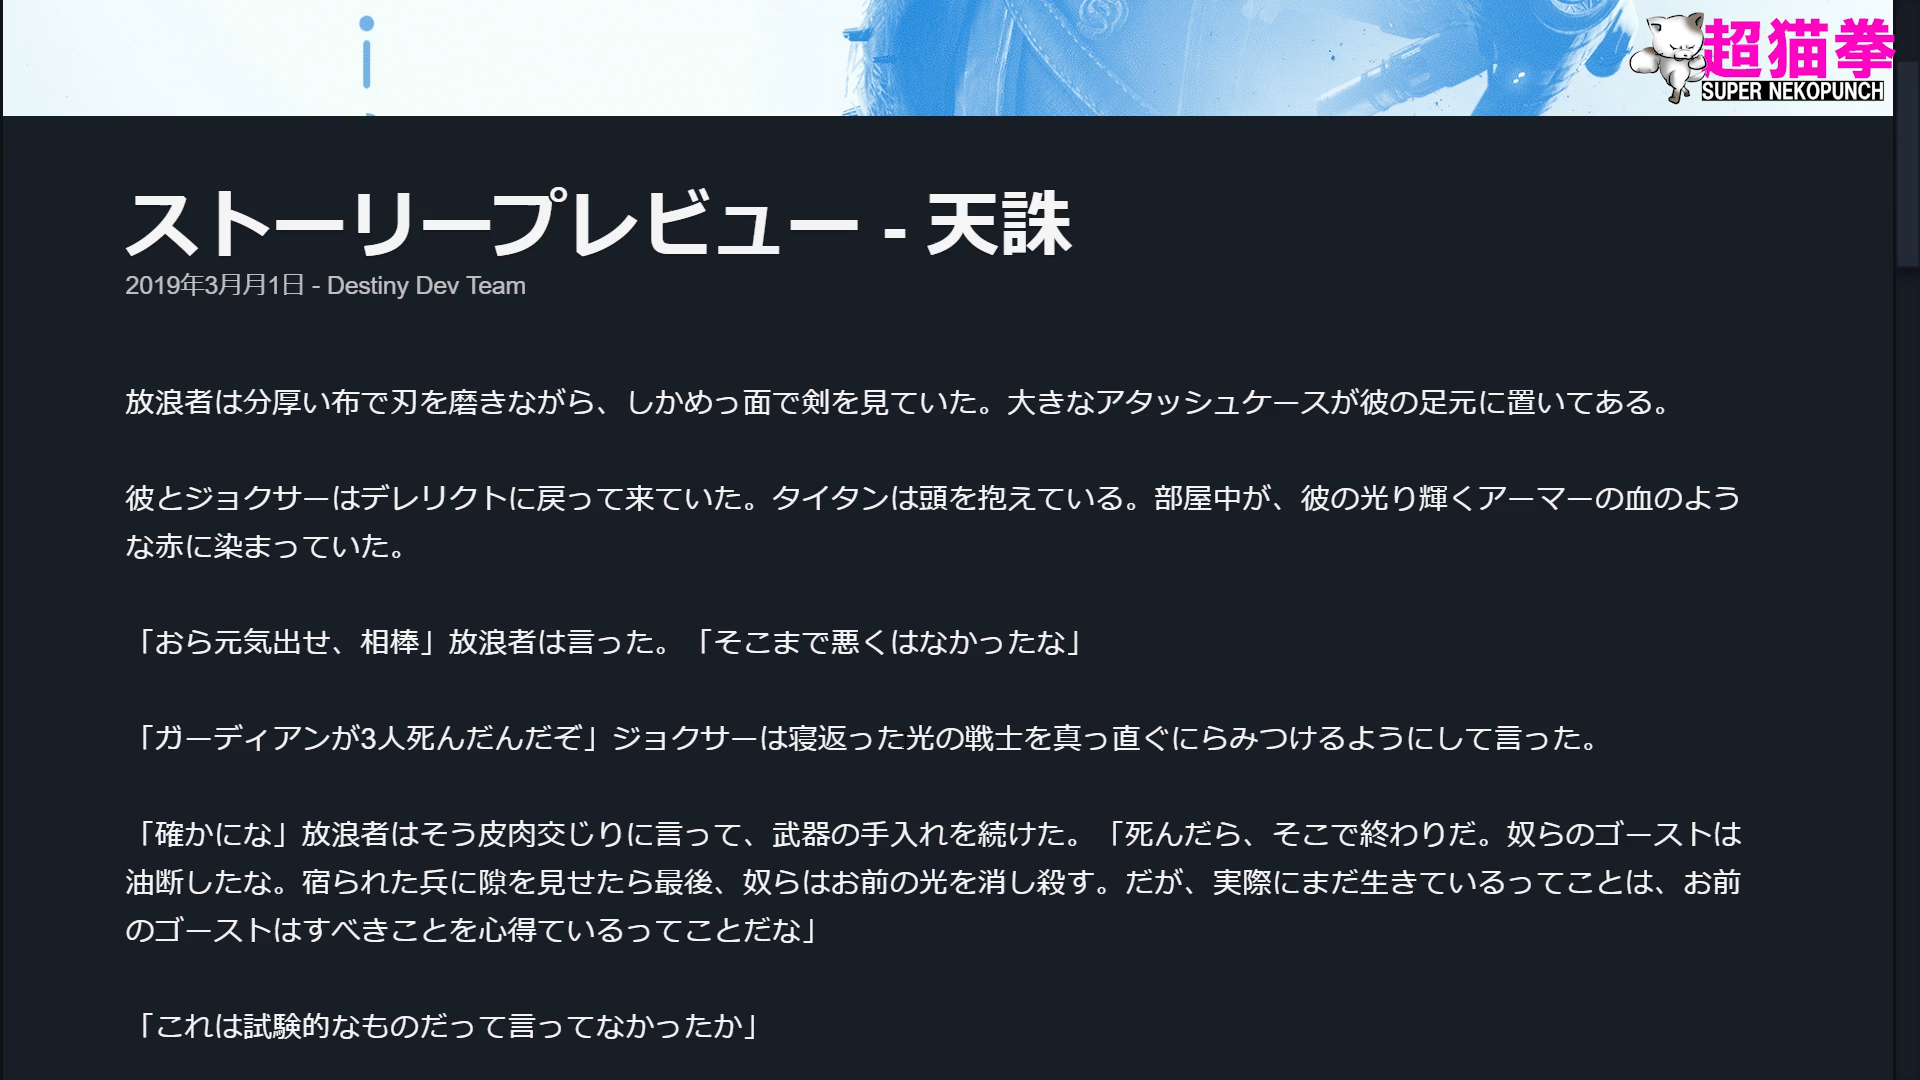 超猫拳
SUPER NEKOPUNCH
ストーリープレビュー - 天誅
2019年3月月1日 - Destiny Dev Team
放浪者は分厚い布で刃を磨きながら、しかめっ面で剣を見ていた。大きなアタッシュケースが彼の足元に置いてある。
彼とジョクサーはデレリクトに戻って来ていた。タイタンは頭を抱えている。部屋中が、彼の光り輝くアーマーの血のよう
な赤に染まっていた。
「おら元気出せ、相棒」放浪者は言った。「そこまで悪くはなかったな」
「ガーディアンが3人死んだんだぞ」ジョクサーは寝返った光の戦士を真っ直ぐにらみつけるようにして言った。
「確かにな」放浪者はそう皮肉交じりに言って、武器の手入れを続けた。「死んだら、そこで終わりだ。奴らのゴーストは
油断したな。宿られた兵に隙を見せたら最後、奴らはお前の光を消し殺す。だが、実際にまだ生きているってことは、お前
のゴーストはすべきことを心得ているってことだな」
「これは試験的なものだって言ってなかったか」